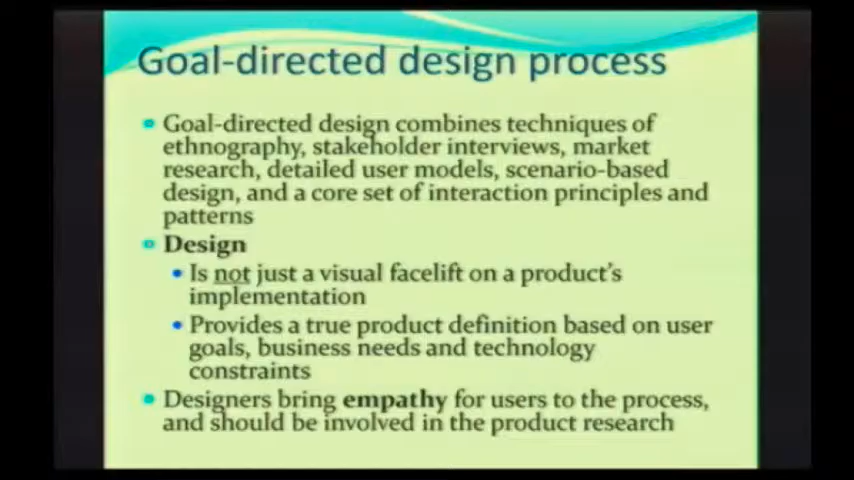 Goal-directed design process
Goal-directed design combines techniques of
ethnography, stakeholder interviews, market
research, detailed user models, scenario-based
design, and a core set of interaction principles and
patterns
Design
Is not just a visual facelift on a product's
implementation
Provides a true product definition based on user
goals, business needs and technology
constraints
Designers bring empathy for users to the process,
and should be involved in the product research